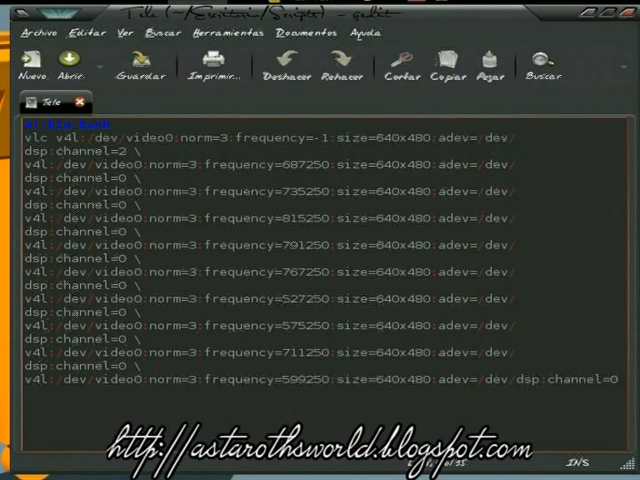 Tele (~/Escritorio/Scripts) - gedit
Archivo Editar Ver Buscar Herramientas Documentos Ayuda
Nuevo Abrir Guardar Imprimir... Deshacer Rehacer Cortar Copiar Pegar Buscar
Tele
#!/bin/bash
vlc v4l:/dev/video0:norm=3:frequency=-1:size=640x480:adev=/dev/
dsp:channel=2 \
v4l:/dev/video0:norm=3:frequency=687250:size=640x480:adev=/dev/
dsp:channel=0 \
v4l:/dev/video0:norm=3:frequency=735250:size=640x480:adev=/dev/
dsp:channel=0 \
v4l:/dev/video0:norm=3:frequency=815250:size=640x480:adev=/dev/
dsp:channel=0 \
v4l:/dev/video0:norm=3:frequency=791250:size=640x480:adev=/dev/
dsp:channel=0 \
v4l:/dev/video0:norm=3:frequency=767250:size=640x480:adev=/dev/
dsp:channel=0 \
v4l:/dev/video0:norm=3:frequency=527250:size=640x480:adev=/dev/
dsp:channel=0 \
v4l:/dev/video0:norm=3:frequency=575250:size=640x480:adev=/dev/
dsp:channel=0 \
v4l:/dev/video0:norm=3:frequency=711250:size=640x480:adev=/dev/
dsp:channel=0 \
v4l:/dev/video0:norm=3:frequency=599250:size=640x480:adev=/dev/dsp:channel=0
http://astarothsworld.blogspot.com
INS